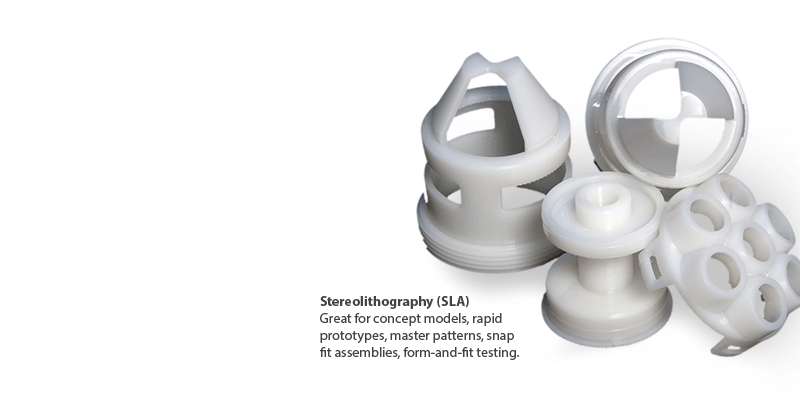 Stereolithography (SLA)
Great for concept models, rapid
prototypes, master patterns, snap
fit assemblies, form-and-fit testing.